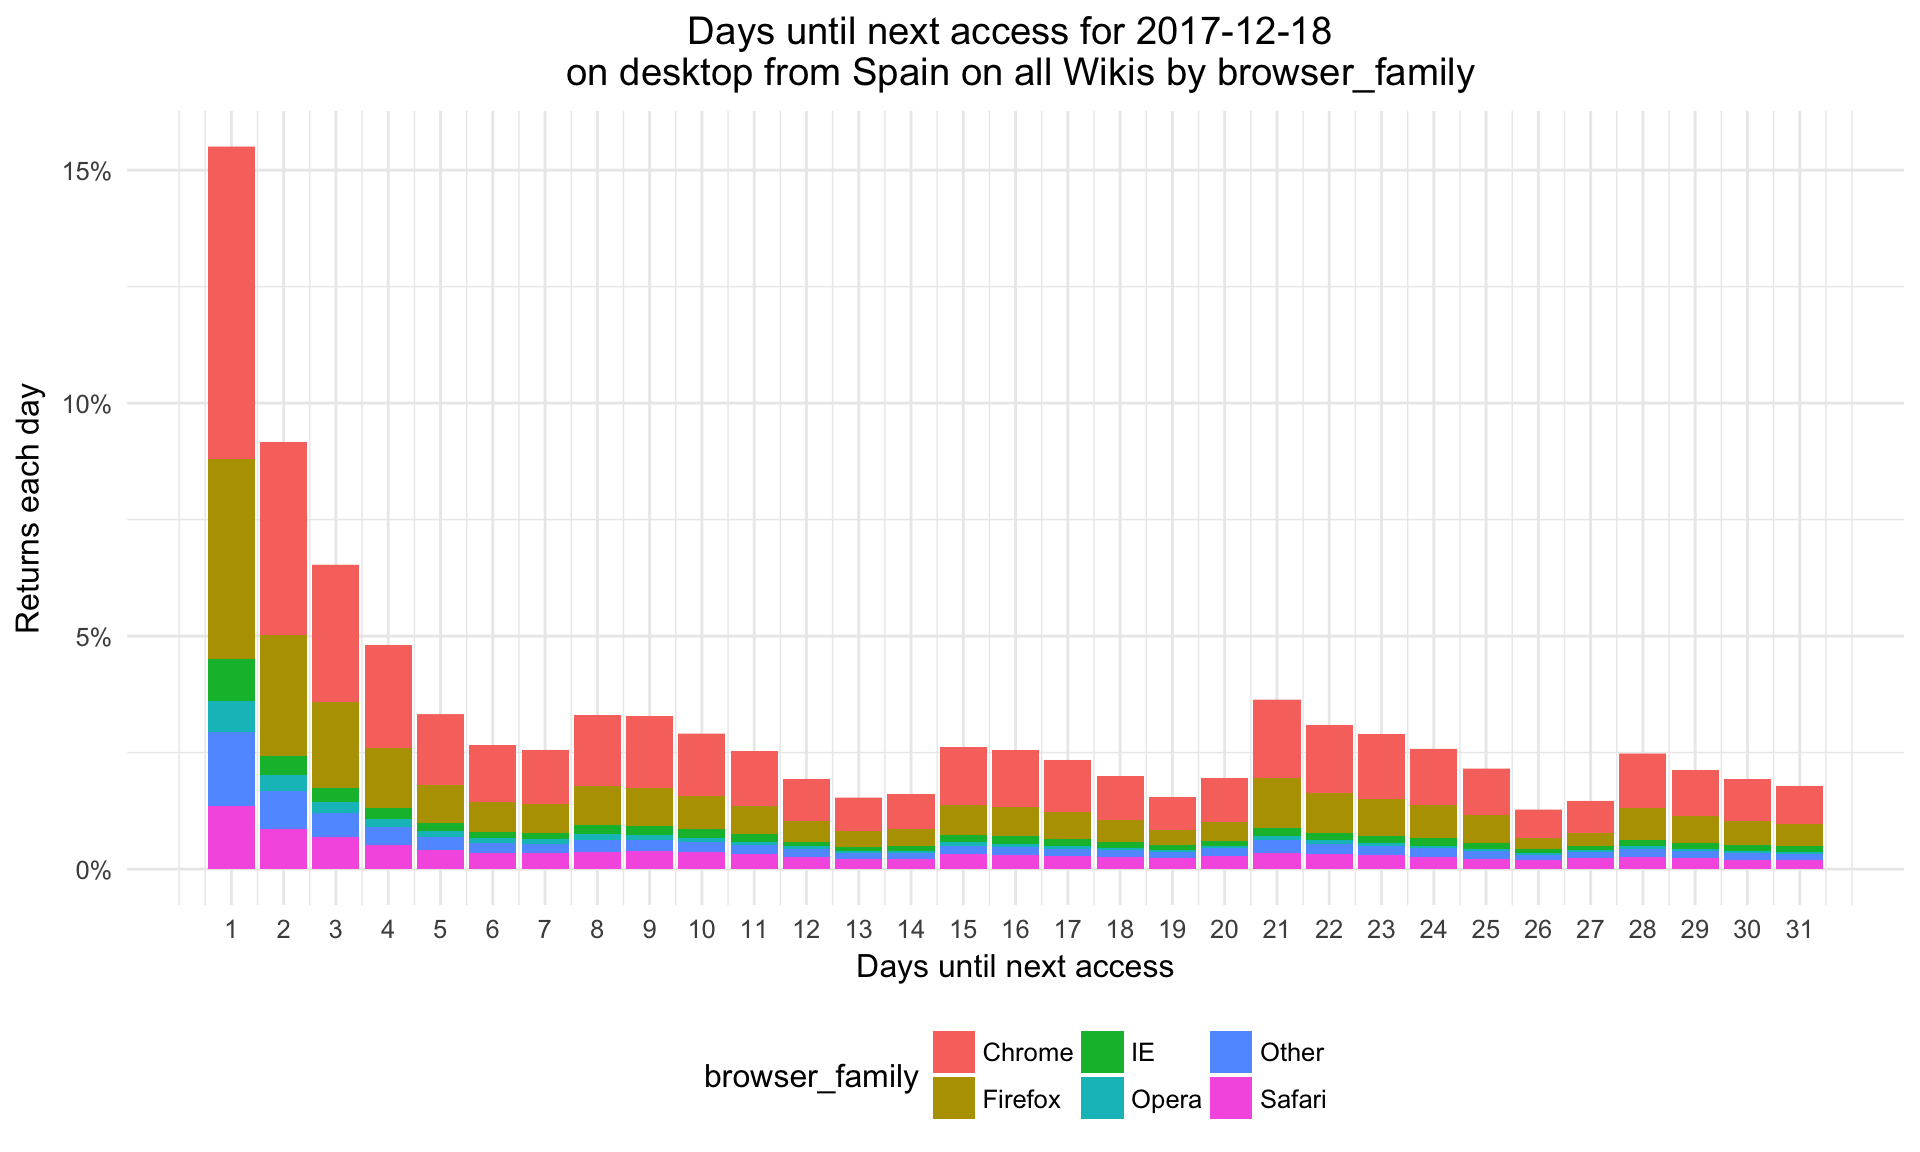 Days until next access for 2017-12-18
on desktop from Spain on all Wikis by browser_family
Returns each day
15%
10%
5%
0%
1 2 3 4 5 6 7 8 9 10 11 12 13 14 15 16 17 18 19 20 21 22 23 24 25 26 27 28 29 30 31
Days until next access
browser_family
Chrome IE Other
Firefox Opera Safari